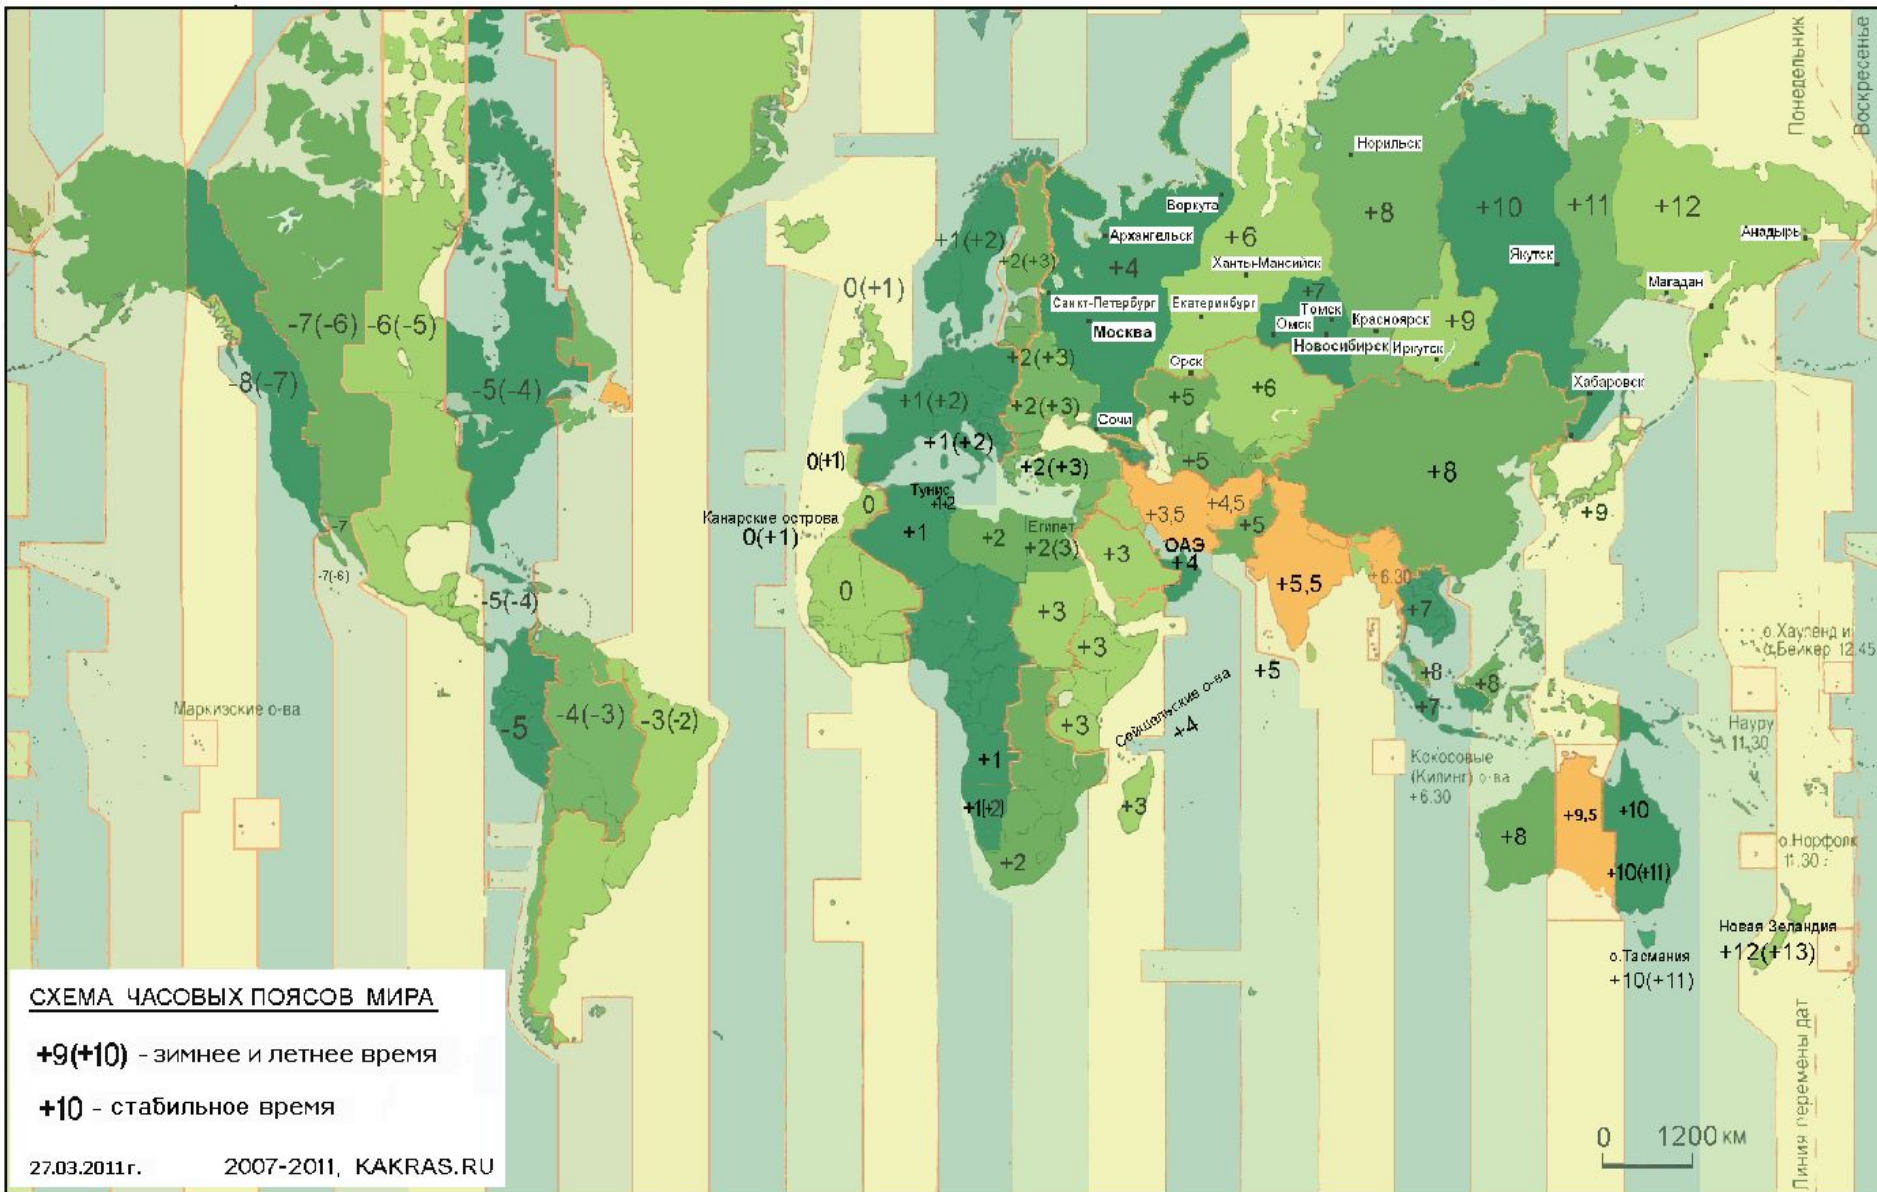 Понедельник
Воскресенье
Норильск
Воркута
+8
+10
+11
+12
Анадырь
+1(+2)
+2(+3)
Архангельск
+6
+4
Ханты-Мансийск
Якутск
Магадан
0(+1)
Санкт-Петербург
Екатеринбург
+7
Томск
Омск
Красноярск
+9
-7(-6)
-6(-5)
Москва
Новосибирск
Иркутск
+2(+3)
Орск
-8(-7)
-5(-4)
+6
Хабаровск
+1(+2)
+2(+3)
+5
Сочи
+1(+2)
0(+1)
+2(+3)
+5
+8
Тунис
+1+2
0
+3,5
+4,5
Канарские острова
0(+1)
+1
+2
Египет
+2(3)
+3
+5
+9
-7
ОАЭ
+4
-7(-6)
0
+5,5
+6.30
-5(-4)
+3
+7
+3
о.Хауленд и
о.Бейкер 12.45
+5
+8
+8
+7
Маркизские о-ва
-5
-4(-3)
-3(-2)
+3
Сейшельские о-ва
+4
Науру
11.30
+1
Кокосовые
(Килинг) о-ва
+6.30
+1(+2)
+3
+8
+9,5
+10
+2
+10(+11)
о.Норфолк
11.30
Новая Зеландия
+12(+13)
о.Тасмания
+10(+11)
Линия перемены дат
СХЕМА ЧАСОВЫХ ПОЯСОВ МИРА
+9(+10) - зимнее и летнее время
+10 - стабильное время
27.03.2011г. 2007-2011, KAKRAS.RU
0 1200 км